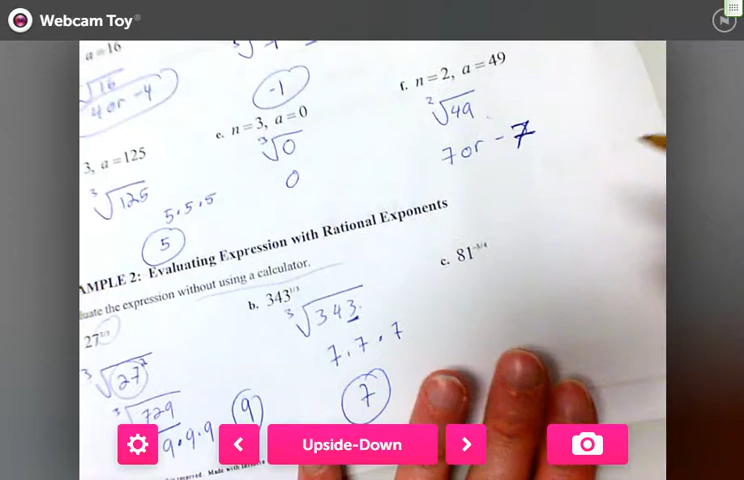 Webcam Toy
a=16
√16
4 or -4
-1
f. n=2, a=49
²√49
7 or -7
e. n=3, a=0
³√0
0
3, a=125
³√125
5.5.5
5
AMPLE 2: Evaluating Expression with Rational Exponents
uate the expression without using a calculator.
27
³√27²
³√729
9.9.9
9
b. 343^1/3
³√343
7.7.7
7
c. 81^-3/4
Upside-Down